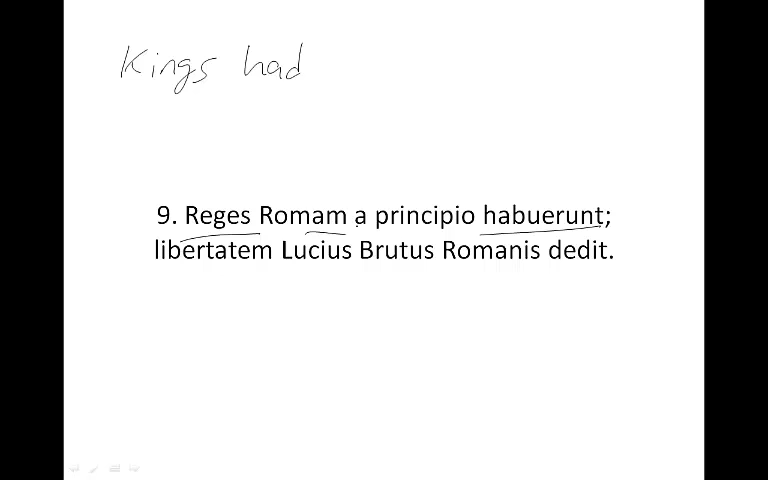 Kings had
9. Reges Romam a principio habuerunt;
libertatem Lucius Brutus Romanis dedit.